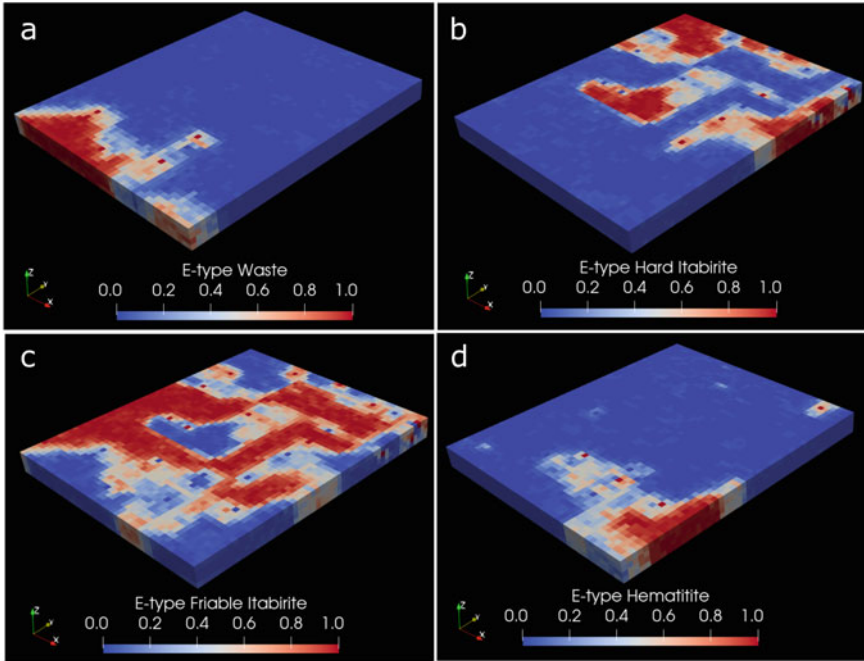 a
E-type Waste
0.0 0.2 0.4 0.6 0.8 1.0
Z
Y
X
b
E-type Hard Itabirite
0.0 0.2 0.4 0.6 0.8 1.0
Z
Y
X
c
E-type Friable Itabirite
0.0 0.2 0.4 0.6 0.8 1.0
Z
Y
X
d
E-type Hematitite
0.0 0.2 0.4 0.6 0.8 1.0
Z
Y
X